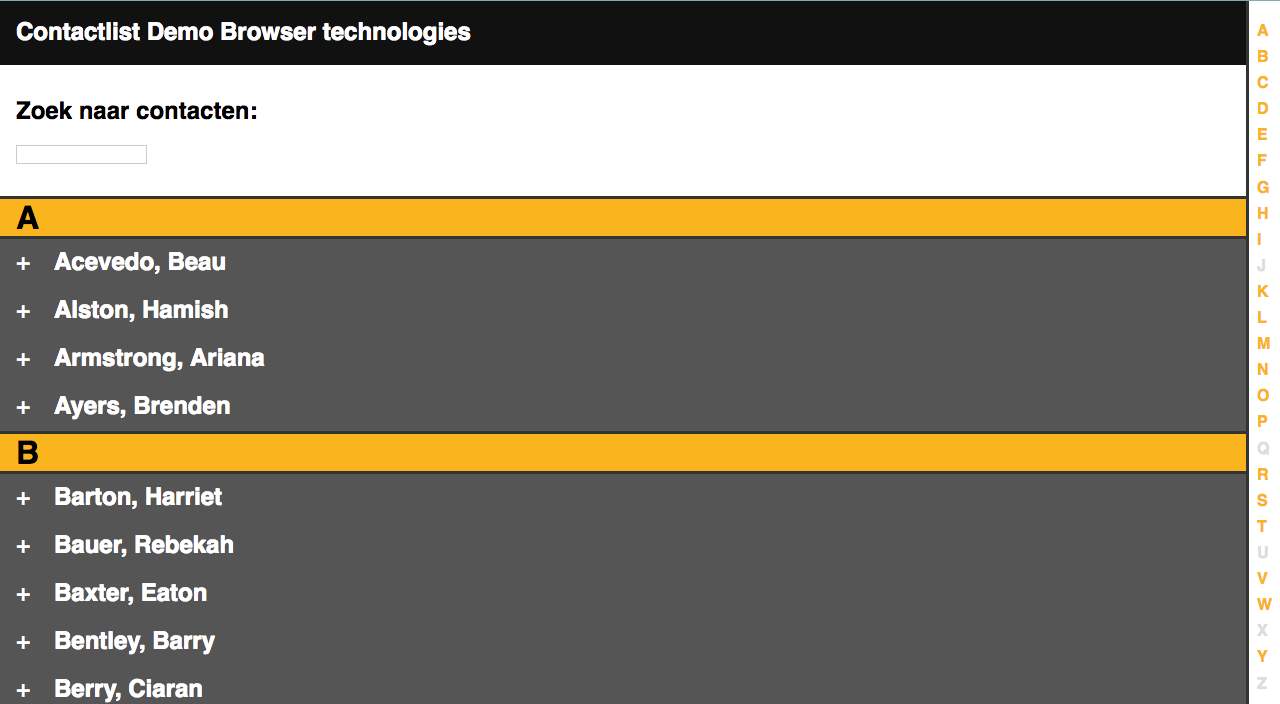 Contactlist Demo Browser technologies
Zoek naar contacten:
A
+ Acevedo, Beau
+ Alston, Hamish
+ Armstrong, Ariana
+ Ayers, Brenden
B
+ Barton, Harriet
+ Bauer, Rebekah
+ Baxter, Eaton
+ Bentley, Barry
+ Berry, Ciaran
A
B
C
D
E
F
G
H
I
J
K
L
M
N
O
P
Q
R
S
T
U
V
W
X
Y
Z